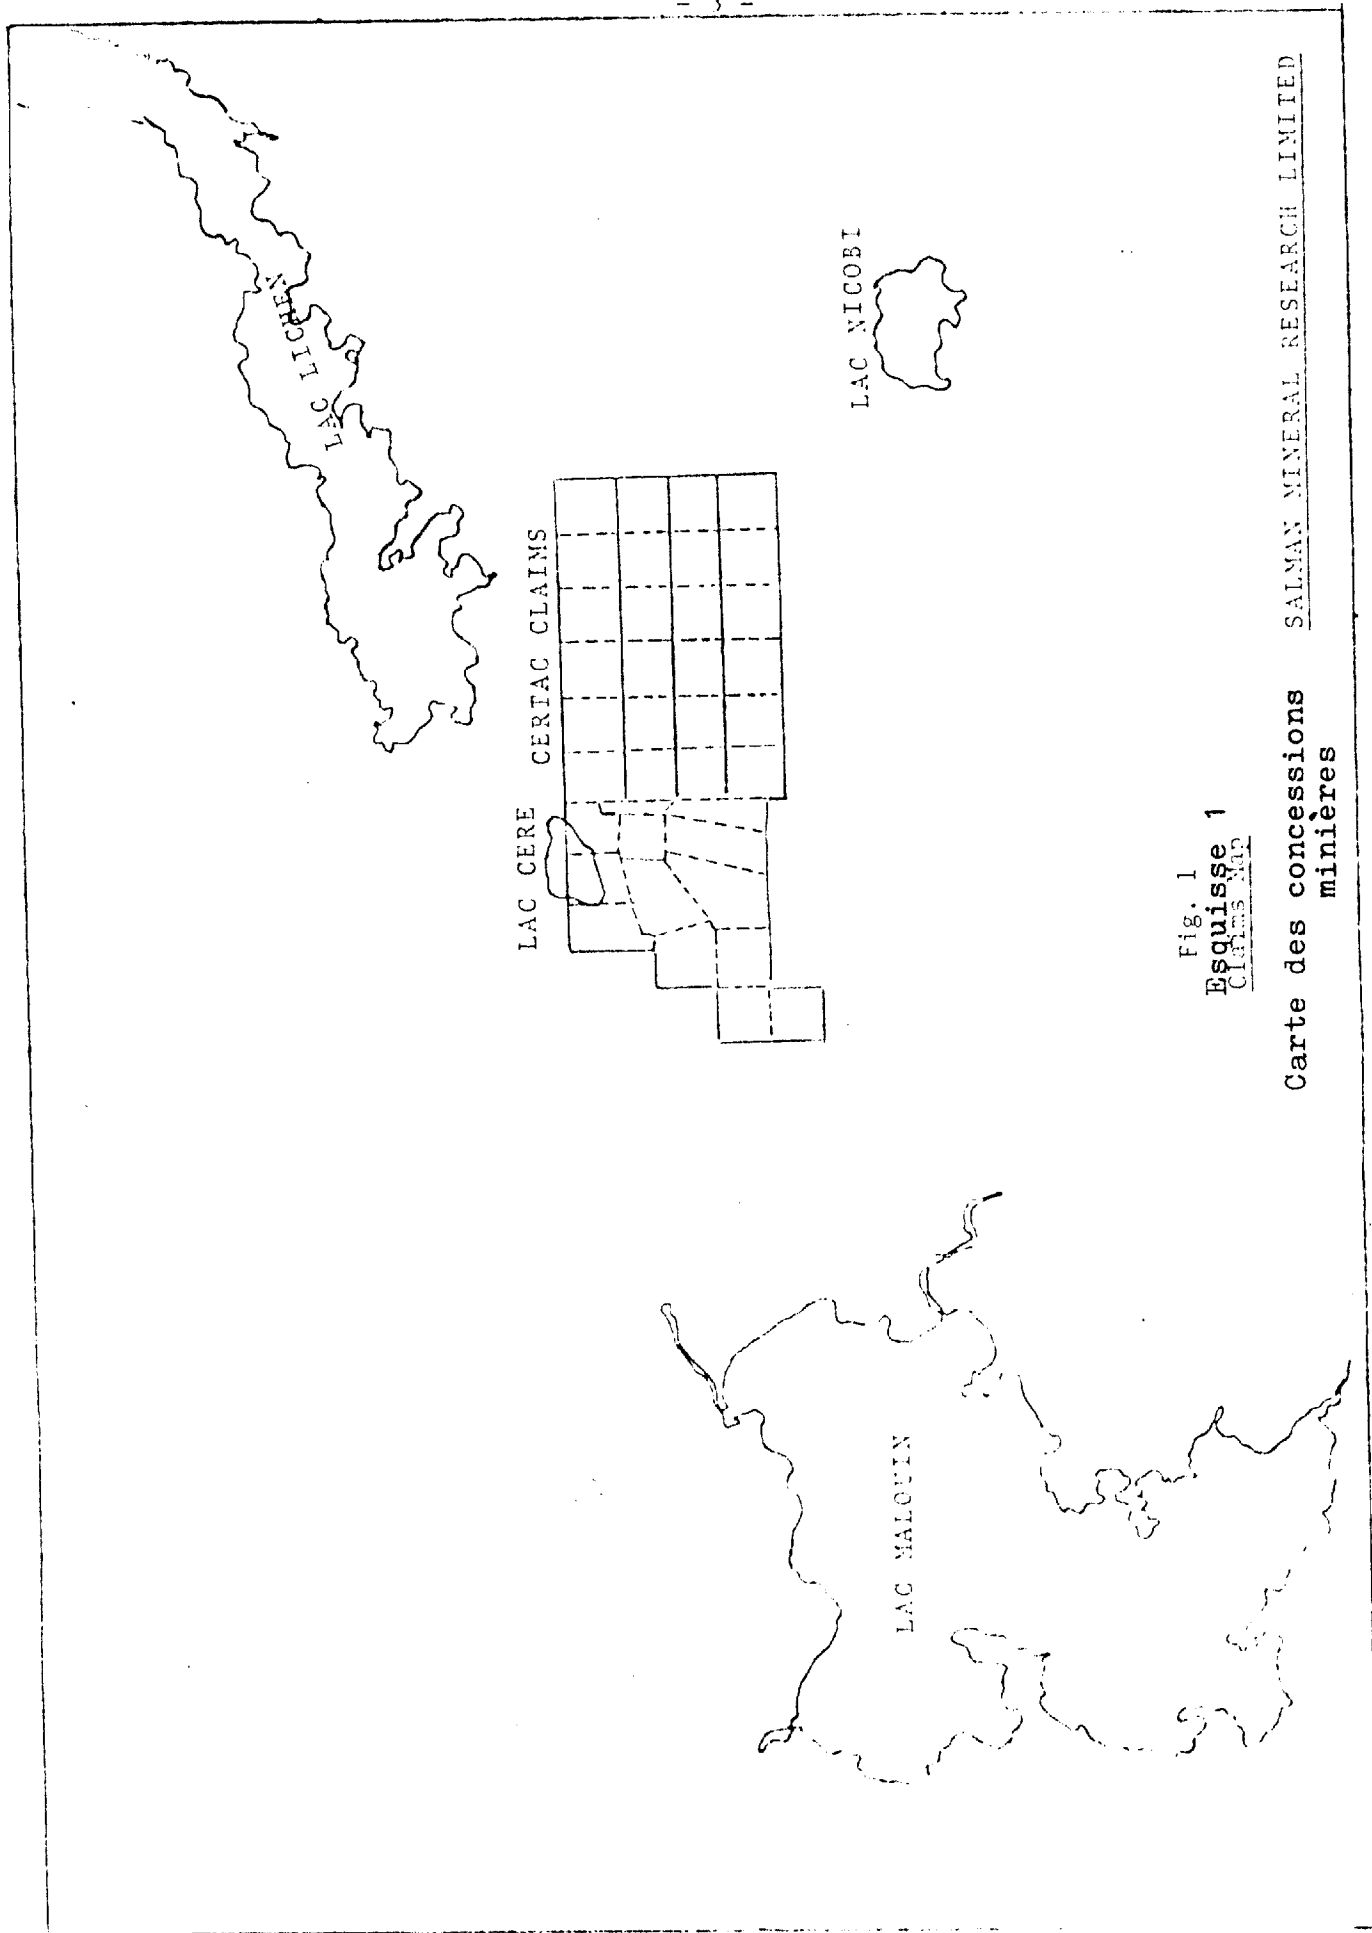 - 3 -
LAC LICHEN
LAC CERE
CERTAC CLAIMS
LAC NICOBI
LAC MALOUIN
Fig. 1
Esquisse 1
Claims Map
Carte des concessions
minières
SALMAN MINERAL RESEARCH LIMITED